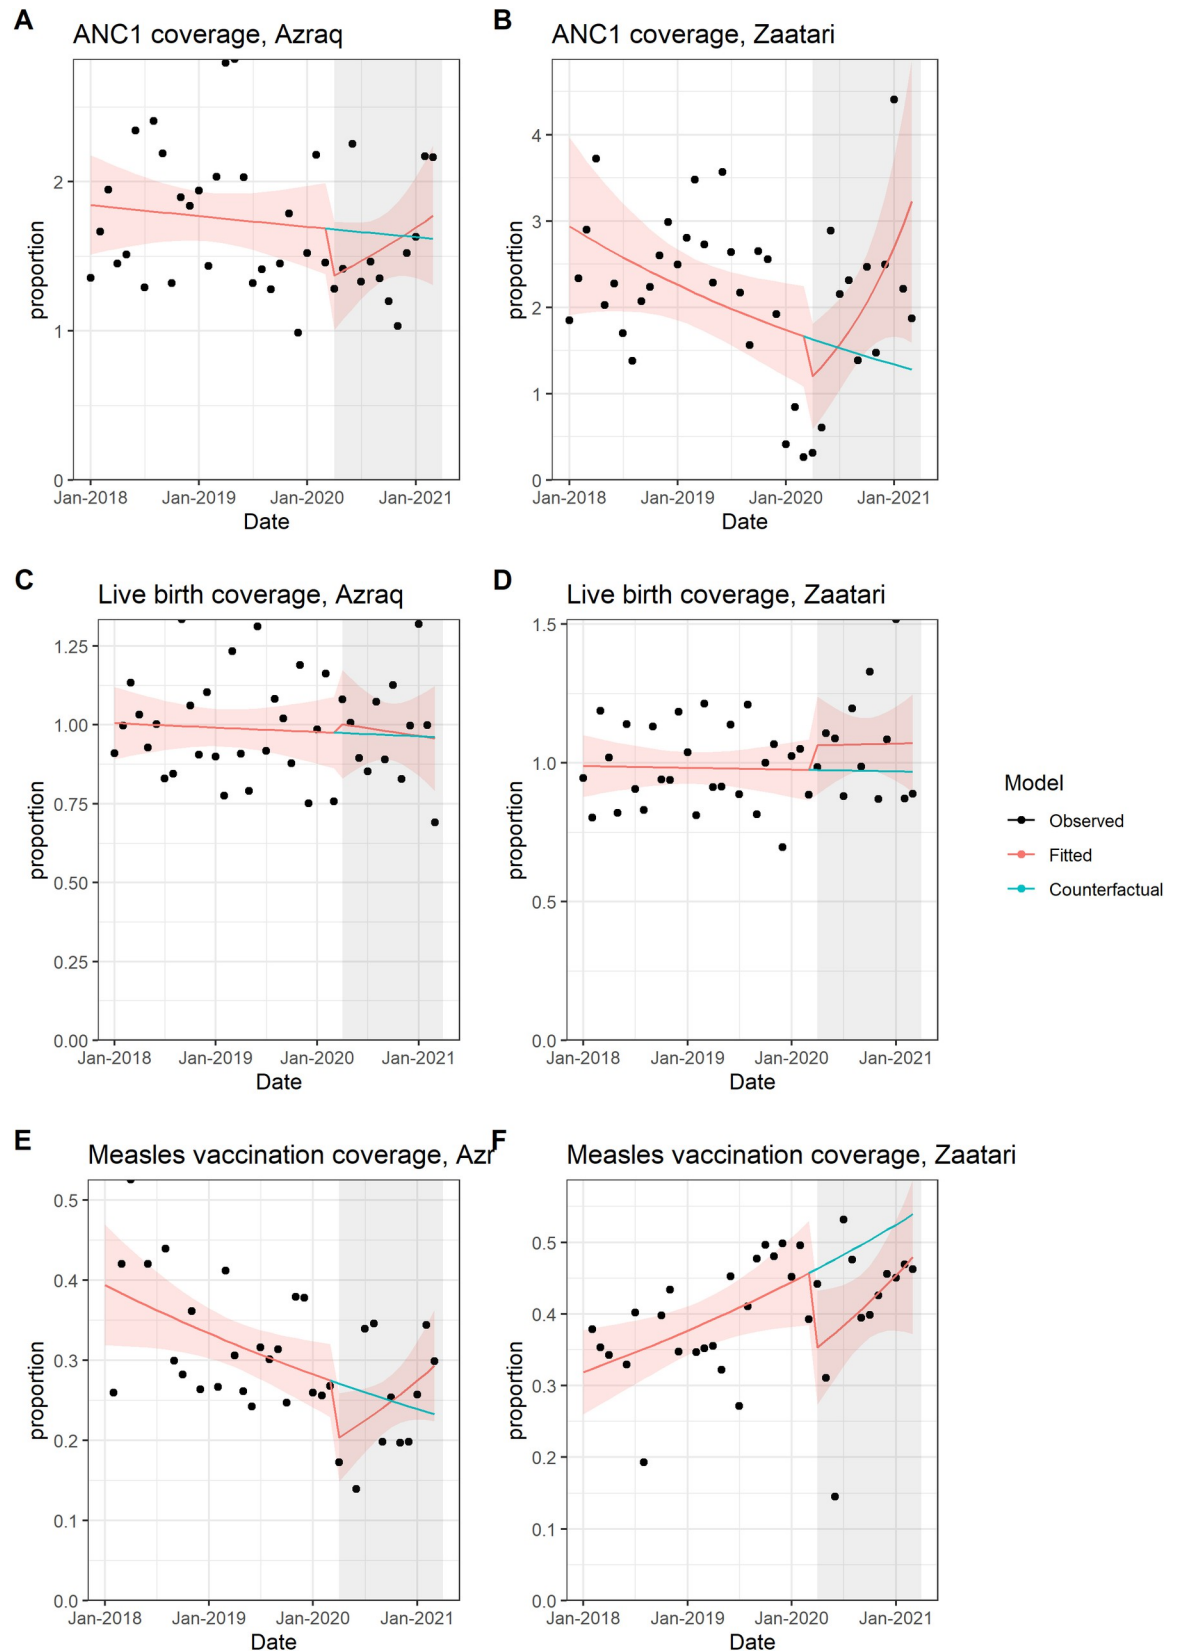 A
ANC1 coverage, Azraq
proportion
2
1
0
Jan-2018 Jan-2019 Jan-2020 Jan-2021
Date
B
ANC1 coverage, Zaatari
proportion
4
3
2
1
0
Jan-2018 Jan-2019 Jan-2020 Jan-2021
Date
C
Live birth coverage, Azraq
proportion
1.25
1.00
0.75
0.50
0.25
0.00
Jan-2018 Jan-2019 Jan-2020 Jan-2021
Date
D
Live birth coverage, Zaatari
proportion
1.5
1.0
0.5
0.0
Jan-2018 Jan-2019 Jan-2020 Jan-2021
Date
Model
Observed
Fitted
Counterfactual
E
Measles vaccination coverage, Azr
proportion
0.5
0.4
0.3
0.2
0.1
0.0
Jan-2018 Jan-2019 Jan-2020 Jan-2021
Date
F
Measles vaccination coverage, Zaatari
proportion
0.5
0.4
0.3
0.2
0.1
0.0
Jan-2018 Jan-2019 Jan-2020 Jan-2021
Date